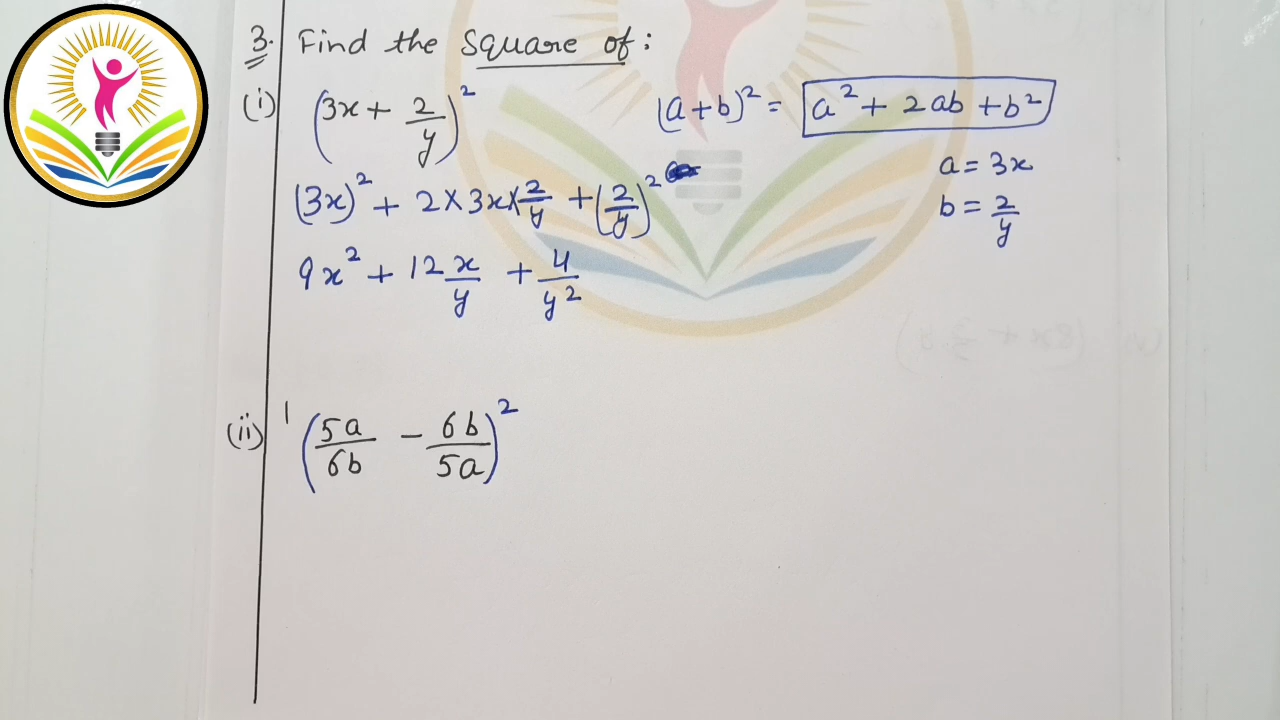 3. Find the Square of:
(i) (3x + 2/y)² (a+b)² = a² + 2ab + b²
a = 3x
(3x)² + 2×3x×2/y + (2/y)²
b = 2/y
9x² + 12 x/y + 4/y²
(ii) (5a/6b - 6b/5a)²